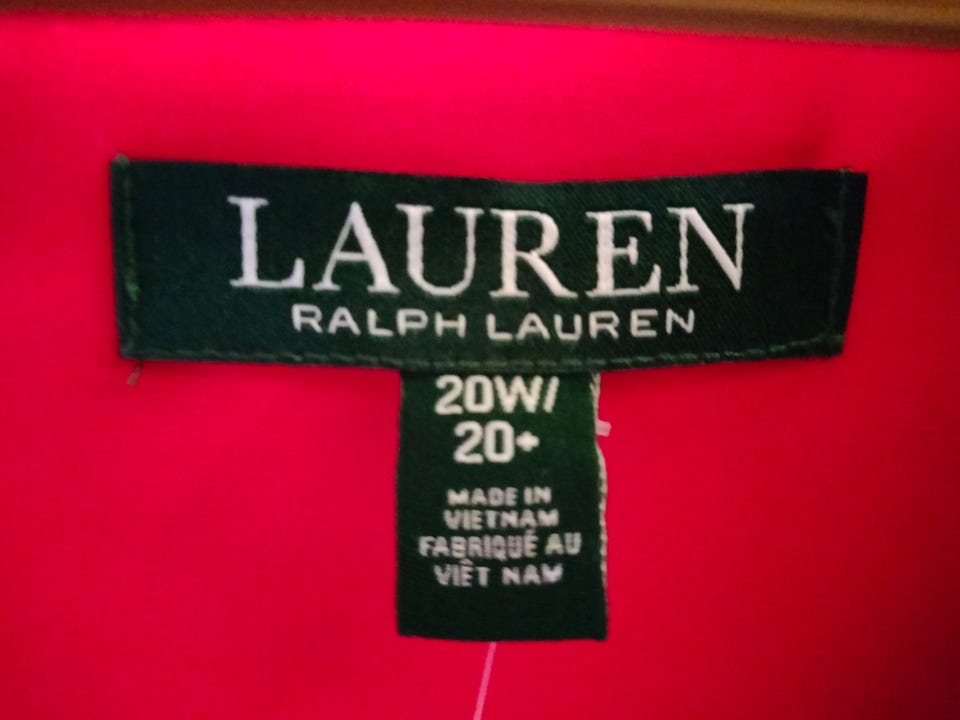 LAUREN
RALPH LAUREN
20W/
20+
MADE IN
VIETNAM
FABRIQUÉ AU
VIÊT NAM